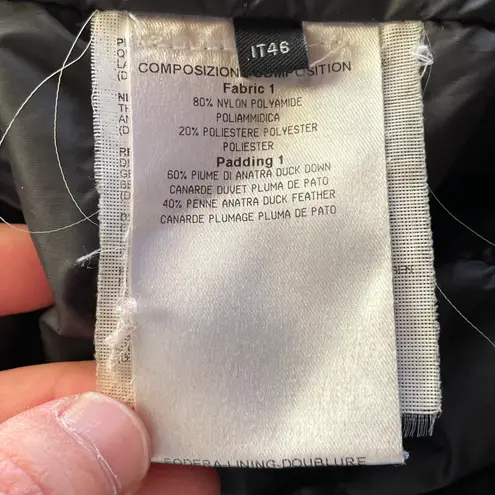 IT46
COMPOSIZIONE COMPOSITION
Fabric 1
80% NYLON POLYAMIDE
POLIAMMIDICA
20% POLIESTERE POLYESTER
POLIESTER
Padding 1
60% PIUME DI ANATRA DUCK DOWN
CANARDE DUVET PLUMA DE PATO
40% PENNE ANATRA DUCK FEATHER
CANARDE PLUMAGE PLUMA DE PATO
FODERA-LINING-DOUBLURE